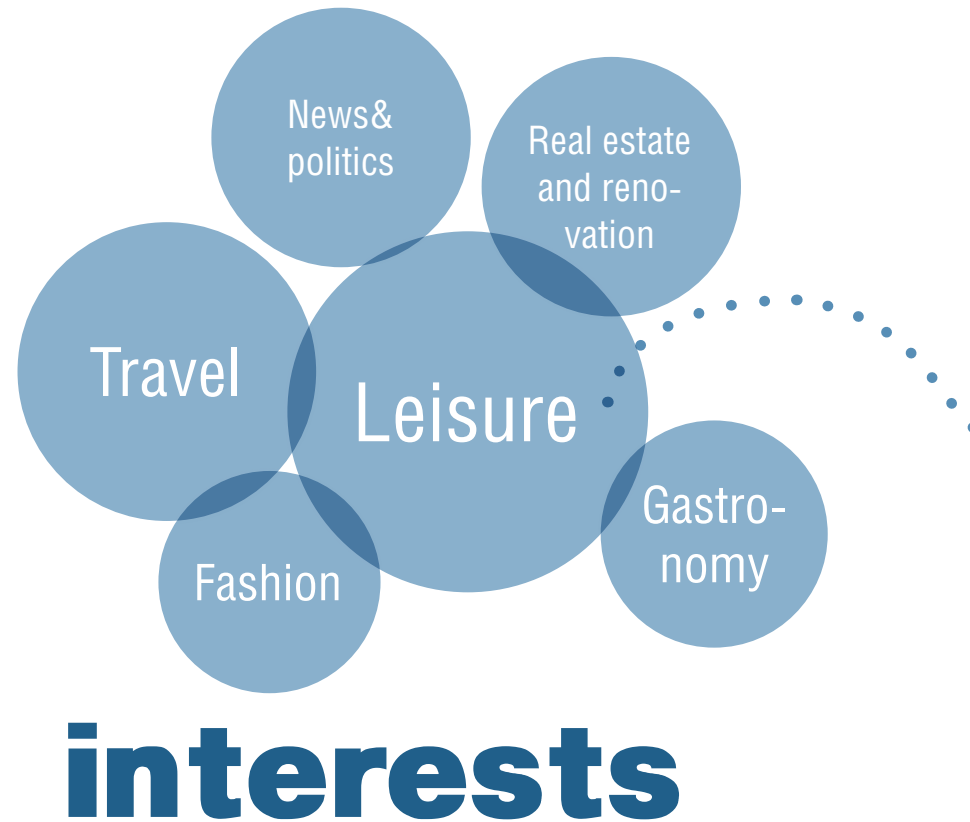 News&
politics
Real estate
and reno-
vation
Travel
Leisure
Gastro-
nomy
Fashion
interests